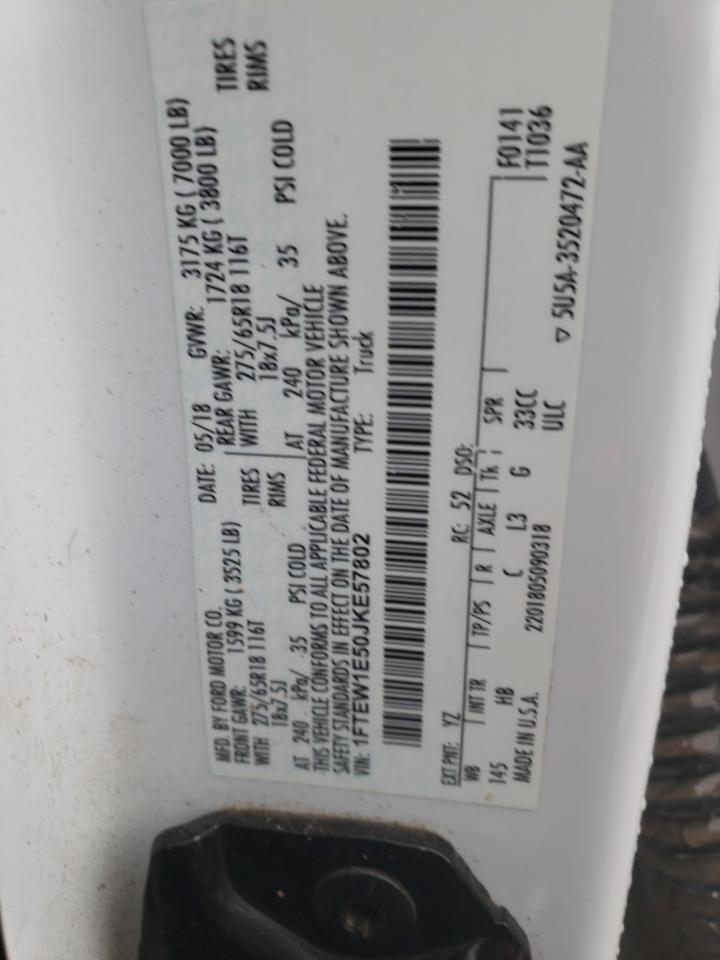 MFD. BY FORD MOTOR CO.
DATE: 05/18 GVWR: 3175 KG ( 7000 LB)
FRONT GAWR: 1599 KG ( 3525 LB)
REAR GAWR: 1724 KG ( 3800 LB)
WITH 275/65R18 116T TIRES
WITH 275/65R18 116T TIRES
18x7.5J RIMS
18x7.5J RIMS
AT 240 kPa/ 35 PSI COLD
AT 240 kPa/ 35 PSI COLD
THIS VEHICLE CONFORMS TO ALL APPLICABLE FEDERAL MOTOR VEHICLE
SAFETY STANDARDS IN EFFECT ON THE DATE OF MANUFACTURE SHOWN ABOVE.
VIN: 1FTEW1E50JKE57802 TYPE: Truck
EXT PNT: YZ RC: 52 DSO: F0141
WB INT TR TP/PS R AXLE TR SPR T1036
145 HB C L3 G 33CC
MADE IN U.S.A. 2201805090318 ULC ▽ 5U5A-3520472-AA